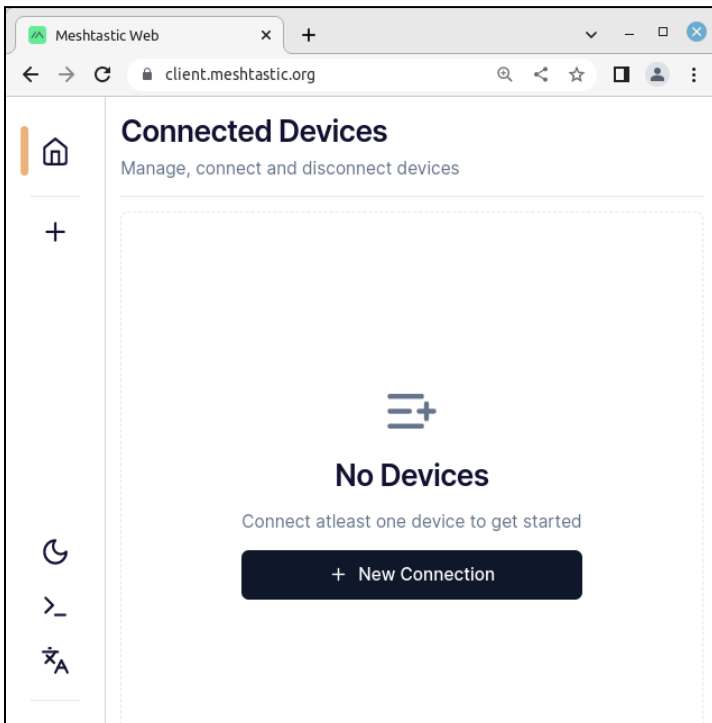 Meshtastic Web
client.meshtastic.org
Connected Devices
Manage, connect and disconnect devices
No Devices
Connect atleast one device to get started
+ New Connection